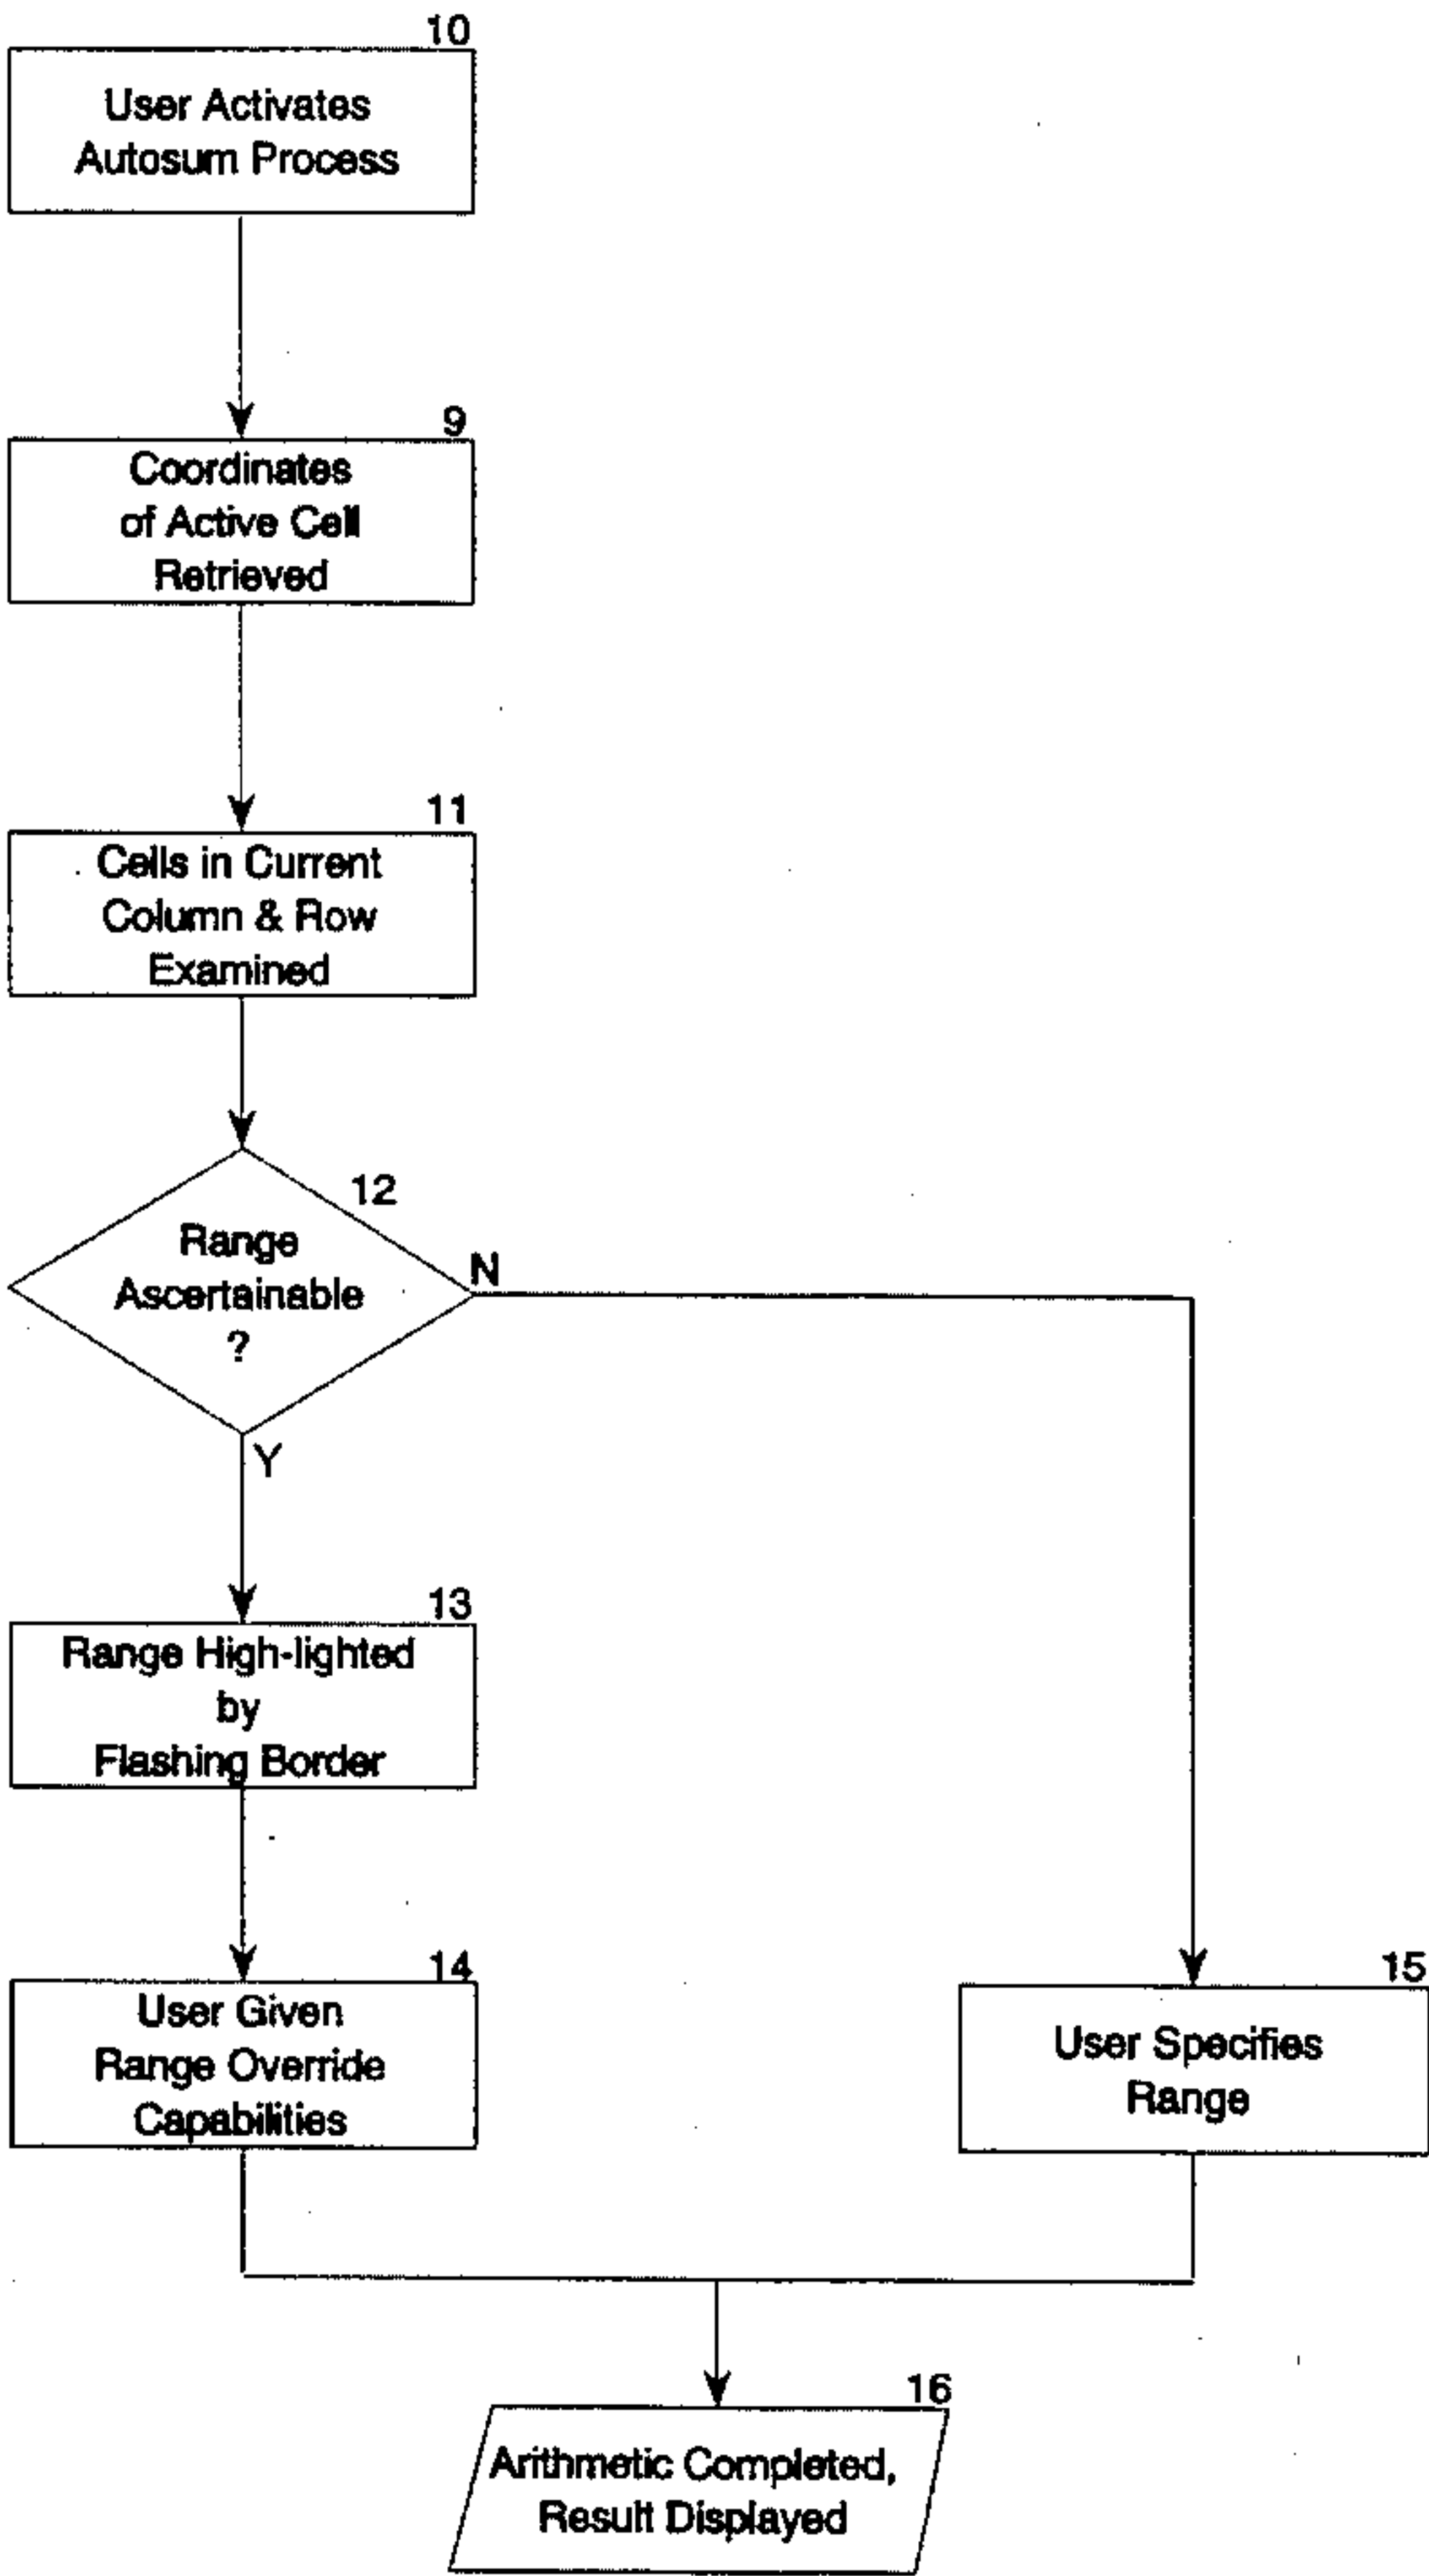 10
User Activates
Autosum Process
9
Coordinates
of Active Cell
Retrieved
11
Cells in Current
Column & Row
Examined
12
Range
Ascertainable
?
N
Y
13
Range High-lighted
by
Flashing Border
14
User Given
Range Override
Capabilities
15
User Specifies
Range
16
Arithmetic Completed,
Result Displayed